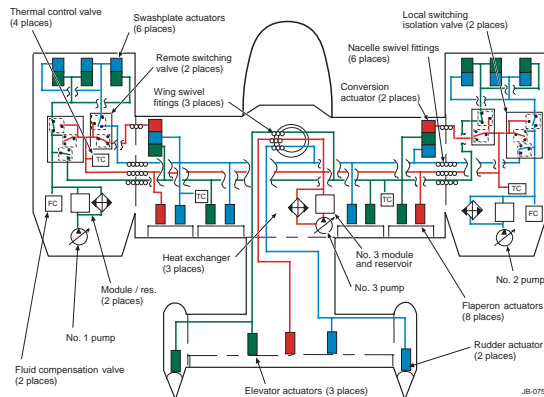 Thermal control valve
(4 places)
Swashplate actuators
(6 places)
Remote switching
valve (2 places)
Wing swivel
fitings (3 places)
Local switching
isolation valve (2 places)
Nacelle swivel fittings
(6 places)
Conversion
actuator (2 places)
TC
TC
TC
TC
FC
FC
Heat exchanger
(3 places)
No. 3 module
and reservoir
No. 3 pump
Module / res.
(2 places)
No. 1 pump
Fluid compensation valve
(2 places)
No. 2 pump
Flaperon actuators
(8 places)
Rudder actuator
(2 places)
Elevator actuators (3 places)
JB-075